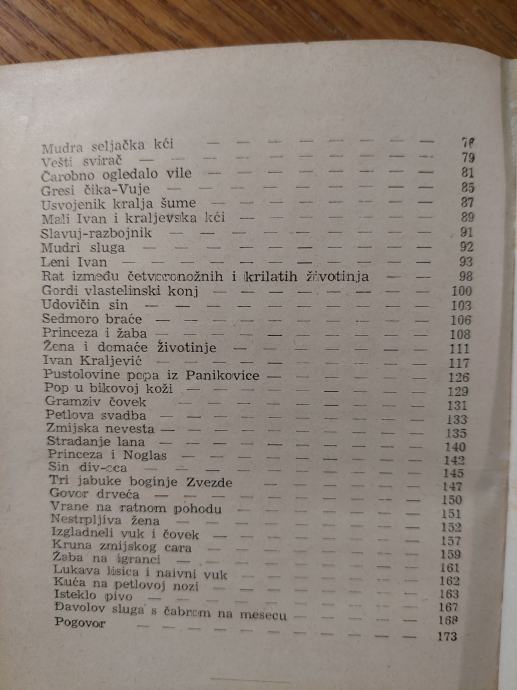 Mudra seljačka kći — — — — — — — 76
Vešti svirač — — — — — — — — 79
Čarobno ogledalo vile — — — — — — 81
Gresi čika-Vuje — — — — — — — 85
Usvojenik kralja šume — — — — — — 87
Mali Ivan i kraljevska kći — — — — — 89
Slavuj-razbojnik — — — — — — — 91
Mudri sluga — — — — — — — — 92
Leni Ivan — — — — — — — — 93
Rat između četvoronožnih i krilatih životinja — — 98
Gordi vlastelinski konj — — — — — — 100
Udovičin sin — — — — — — — — 103
Sedmoro braće — — — — — — — 106
Princeza i žaba — — — — — — — 108
Žena i domaće životinje — — — — — 111
Ivan Kraljević — — — — — — — 117
Pustolovine popa iz Panikovice — — — — 126
Pop u bikovoj koži — — — — — — 129
Gramziv čovek — — — — — — — 131
Petlova svadba — — — — — — — 133
Zmijska nevesta — — — — — — — 135
Stradanje lana — — — — — — — 140
Princeza i Noglas — — — — — — 142
Sin div-oca — — — — — — — — 145
Tri jabuke boginje Zvezde — — — — — 147
Govor drveća — — — — — — — 150
Vrane na ratnom pohodu — — — — — 151
Nestrpljiva žena — — — — — — — 152
Izgladneli vuk i čovek — — — — — — 157
Kruna zmijskog cara — — — — — — 159
Žaba na igranci — — — — — — — 161
Lukava lisica i naivni vuk — — — — — 162
Kuća na petlovoj nozi — — — — — — 163
Isteklo pivo — — — — — — — — 167
Đavolov sluga s čabrom na mesecu — — — — 168
Pogovor — — — — — — — — 173